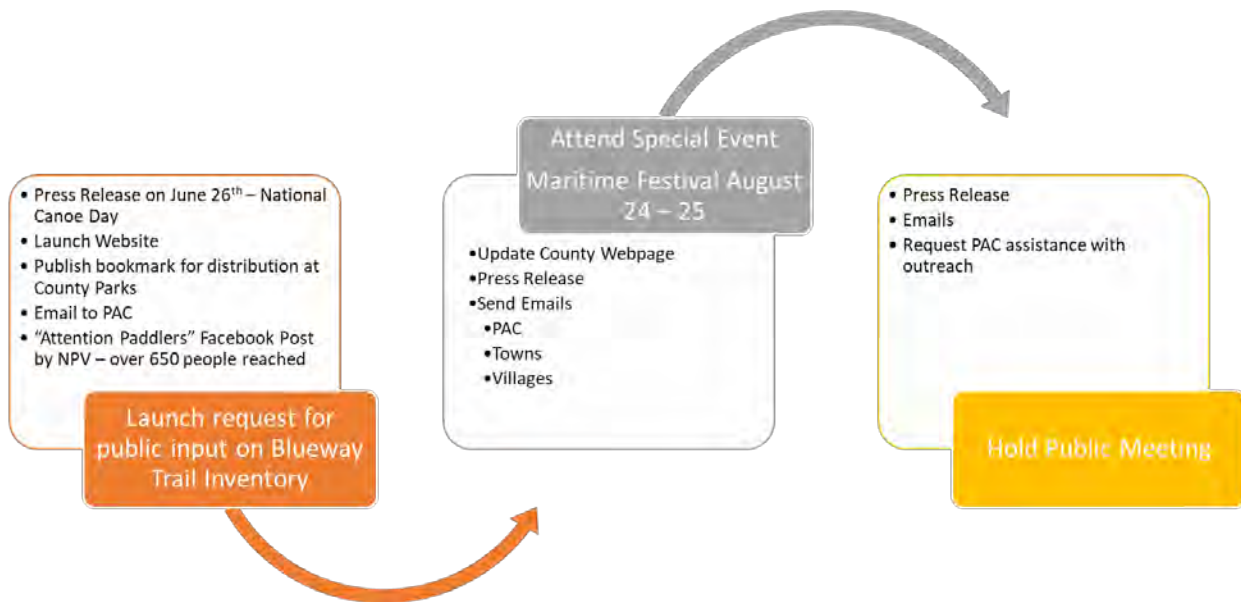 • Press Release on June 26th – National
Canoe Day
• Launch Website
• Publish bookmark for distribution at
County Parks
• Email to PAC
• “Attention Paddlers” Facebook Post
by NPV – over 650 people reached
Launch request for
public input on Blueway
Trail Inventory
Attend Special Event
Maritime Festival August
24 – 25
•Update County Webpage
•Press Release
•Send Emails
•PAC
•Towns
•Villages
• Press Release
• Emails
• Request PAC assistance with
outreach
Hold Public Meeting